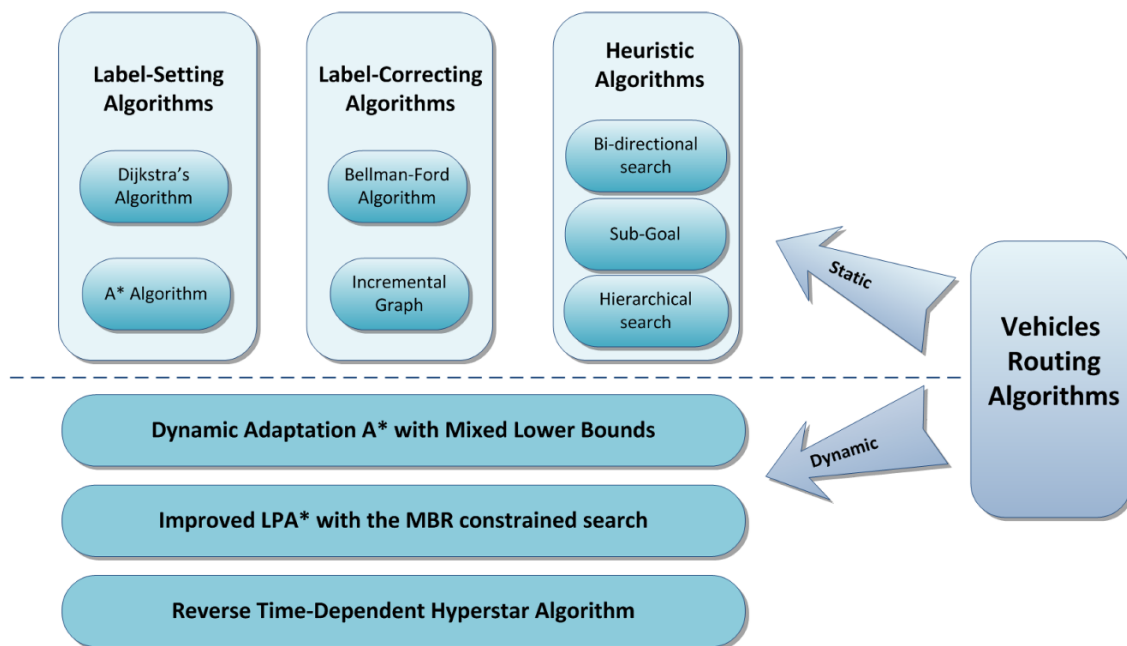 Label-Setting
Algorithms
Dijkstra's
Algorithm
A* Algorithm
Label-Correcting
Algorithms
Bellman-Ford
Algorithm
Incremental
Graph
Heuristic
Algorithms
Bi-directional
search
Sub-Goal
Hierarchical
search
Static
Vehicles
Routing
Algorithms
Dynamic
Dynamic Adaptation A* with Mixed Lower Bounds
Improved LPA* with the MBR constrained search
Reverse Time-Dependent Hyperstar Algorithm